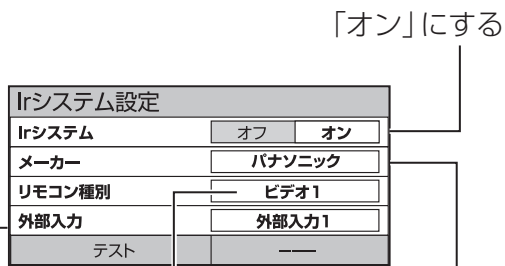 「オン」にする
Irシステム設定
Irシステム オフ オン
メーカー パナソニック
リモコン種別 ビデオ1
外部入力 外部入力1
テスト ----